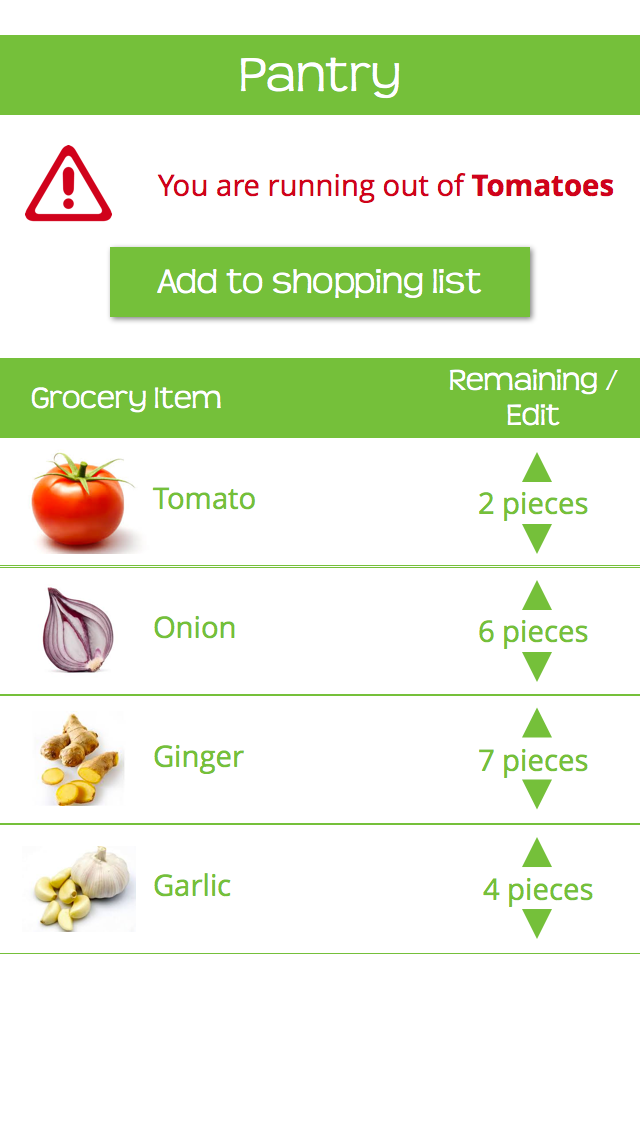 Pantry
You are running out of Tomatoes
Add to shopping list
Grocery Item
Remaining /
Edit
Tomato
2 pieces
Onion
6 pieces
Ginger
7 pieces
Garlic
4 pieces